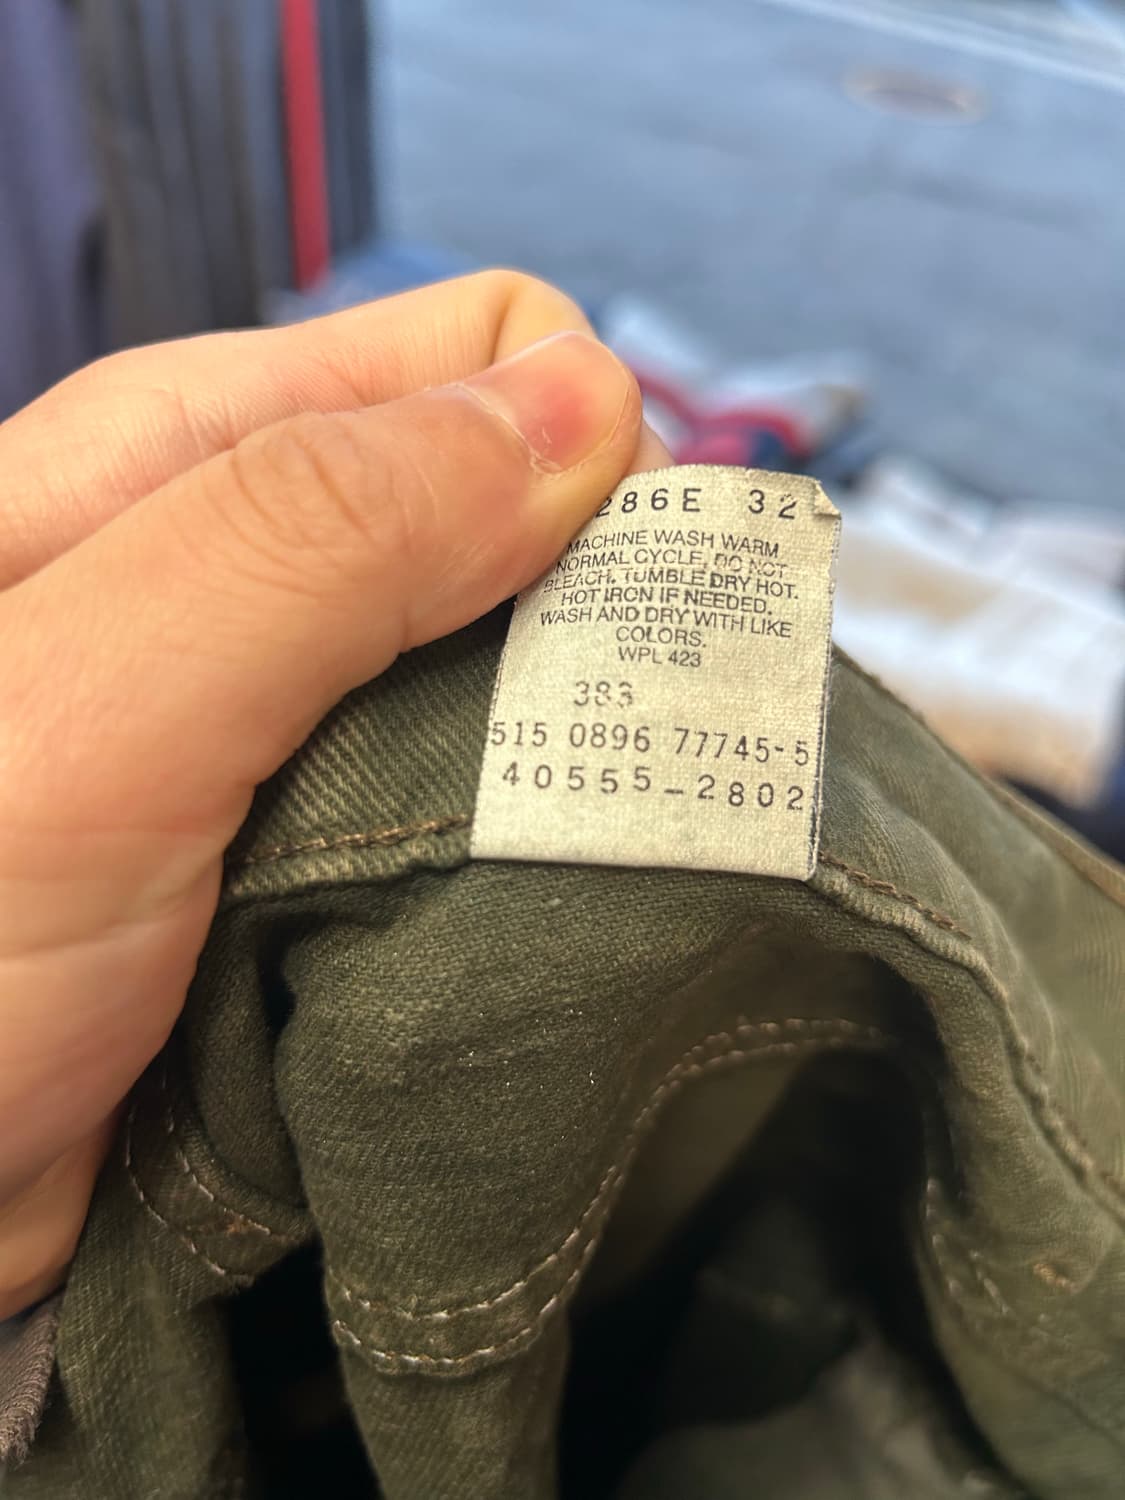 286E 32
MACHINE WASH WARM
NORMAL CYCLE. DO NOT
BLEACH. TUMBLE DRY HOT.
HOT IRON IF NEEDED.
WASH AND DRY WITH LIKE
COLORS.
WPL 423
383
515 0896 77745-5
40555-2802